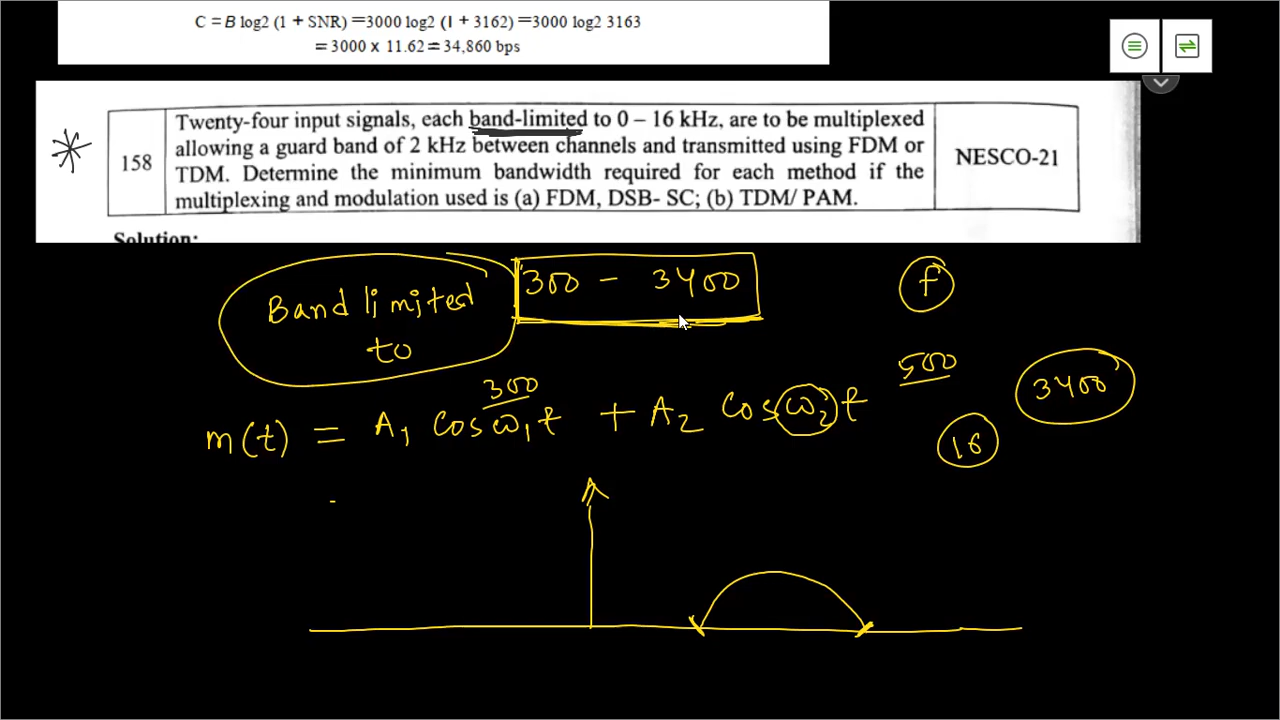 C = B log2 (1 + SNR) =3000 log2 (1 + 3162) =3000 log2 3163
= 3000 x 11.62 = 34,860 bps
158
Twenty-four input signals, each band-limited to 0 – 16 kHz, are to be multiplexed
allowing a guard band of 2 kHz between channels and transmitted using FDM or
TDM. Determine the minimum bandwidth required for each method if the
multiplexing and modulation used is (a) FDM, DSB- SC; (b) TDM/ PAM.
NESCO-21
Solution:
Band limited
to
300 - 3400
f
m(t) = A₁ cos ω₁t + A₂ cos ω₂t
300
500
3400
16